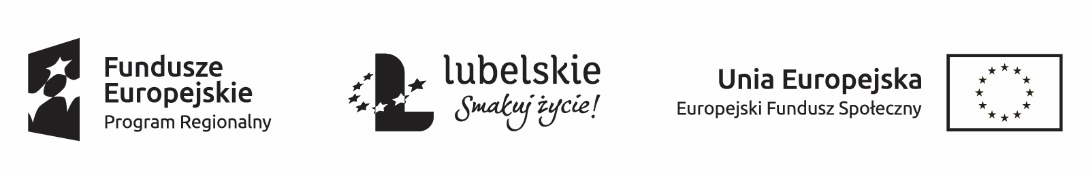 Fundusze
Europejskie
Program Regionalny
lubelskie
Smakuj życie!
Unia Europejska
Europejski Fundusz Społeczny